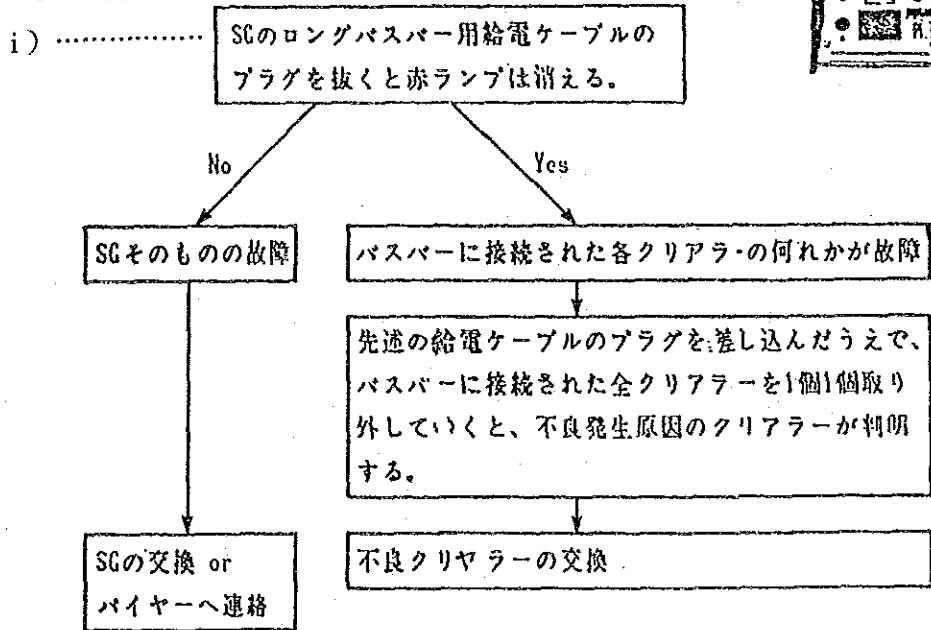 i) ……………… SGのロングバスバー用給電ケーブルの
プラグを抜くと赤ランプは消える。
No
Yes
SGそのものの故障
バスバーに接続された各クリアラ-の何れかが故障
先述の給電ケーブルのプラグを差し込んだうえで、
バスバーに接続された全クリアラーを1個1個取り
外していくと、不良発生原因のクリアラーが判明
する。
SGの交換 or
バイヤーへ連絡
不良クリヤラーの交換